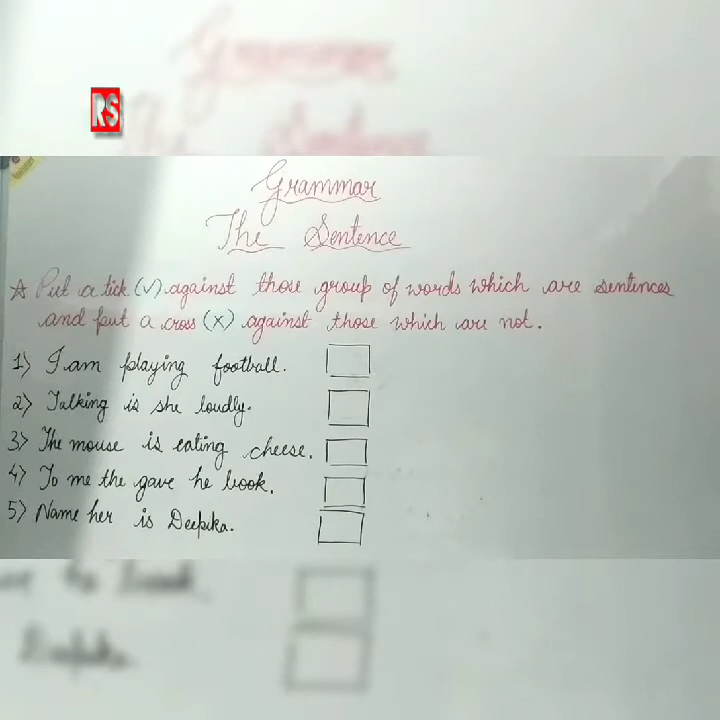 RS
Grammar
The Sentence
☆ Put a tick (✓) against those group of words which are sentences
and put a cross (X) against those which are not.
1) I am playing football.
2) Talking is she loudly.
3) The mouse is eating cheese.
4) To me the gave he book.
5) Name her is Deepika.